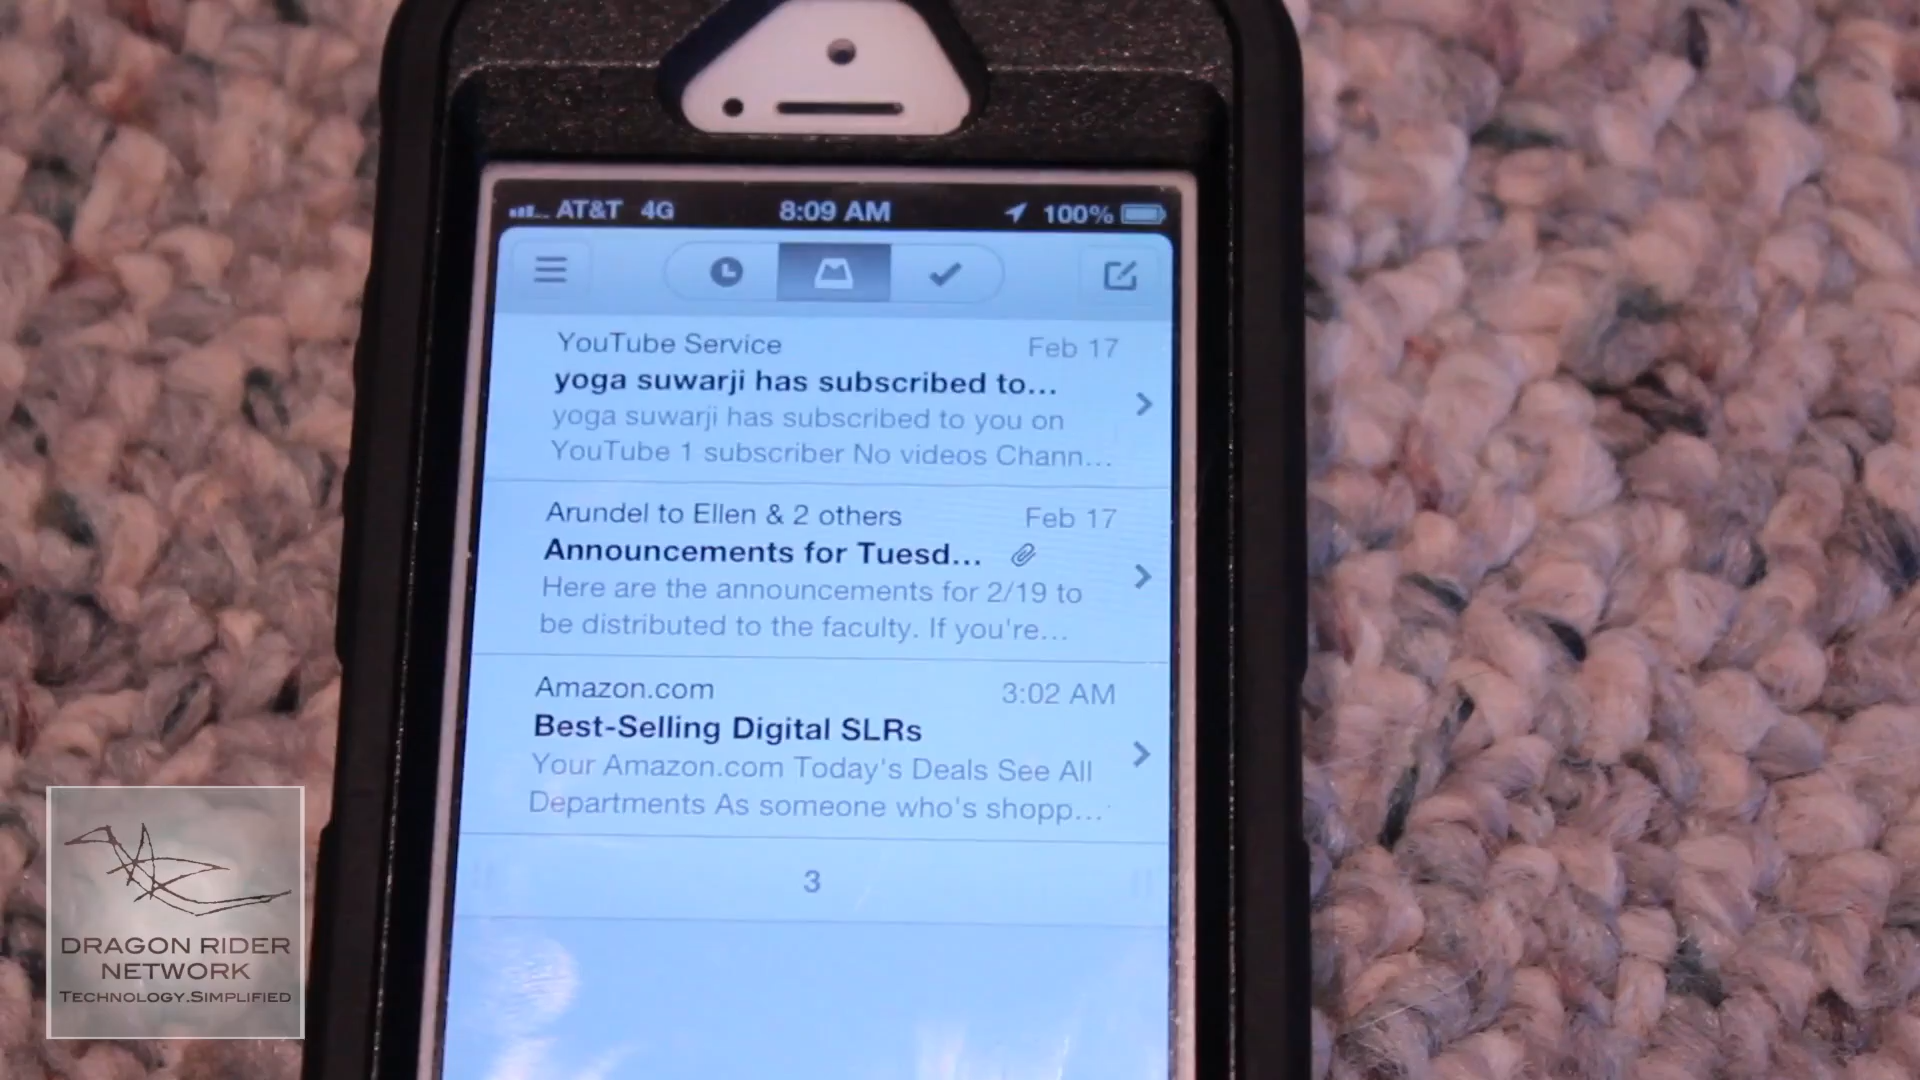 AT&T 4G 8:09 AM 100%
YouTube Service Feb 17
yoga suwarji has subscribed to...
yoga suwarji has subscribed to you on
YouTube 1 subscriber No videos Chann...
Arundel to Ellen & 2 others Feb 17
Announcements for Tuesd...
Here are the announcements for 2/19 to
be distributed to the faculty. If you're...
Amazon.com 3:02 AM
Best-Selling Digital SLRs
Your Amazon.com Today's Deals See All
Departments As someone who's shopp...
3
DRAGON RIDER
NETWORK
TECHNOLOGY.SIMPLIFIED